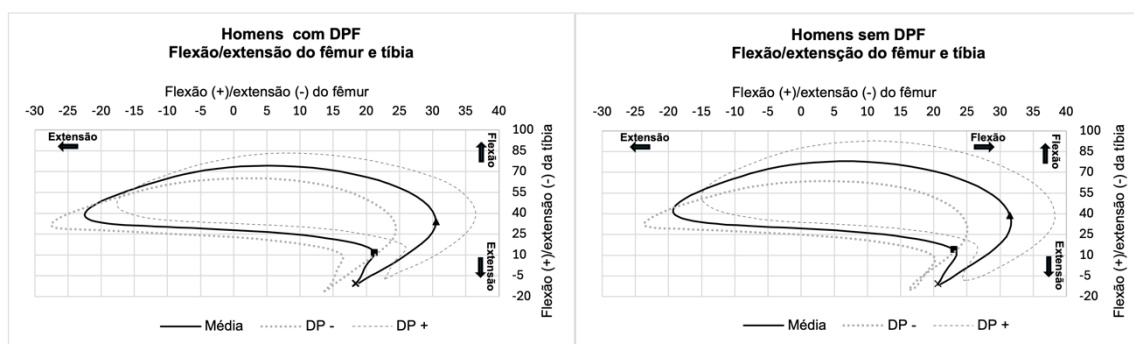 Homens com DPF
Flexão/extensão do fêmur e tíbia
Flexão (+)/extensão (-) do fêmur
-30 -25 -20 -15 -10 -5 0 5 10 15 20 25 30 35 40
Extensão
Flexão
100
85
70
55
40
25
10
-5
-20
Extensão
Flexão (+)/extensão (-) da tíbia
Média DP - DP +
Homens sem DPF
Flexão/extensção do fêmur e tíbia
Flexão (+)/extensão (-) do fêmur
-30 -25 -20 -15 -10 -5 0 5 10 15 20 25 30 35 40
Extensão
Flexão
Flexão
100
85
70
55
40
25
10
-5
-20
Extensão
Flexão (+)/extensão (-) da tíbia
Média DP - DP +